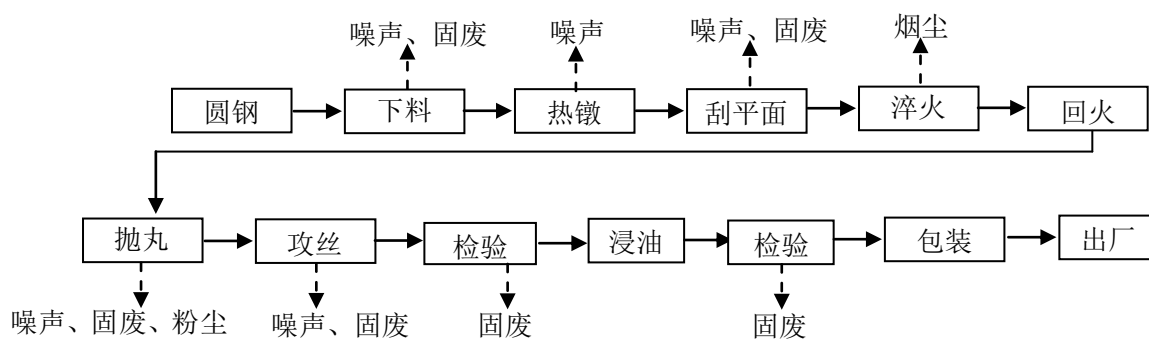 噪声、固废
噪声
噪声、固废
烟尘
圆钢
下料
热镦
刮平面
淬火
回火
抛丸
攻丝
检验
浸油
检验
包装
出厂
噪声、固废、粉尘
噪声、固废
固废
固废